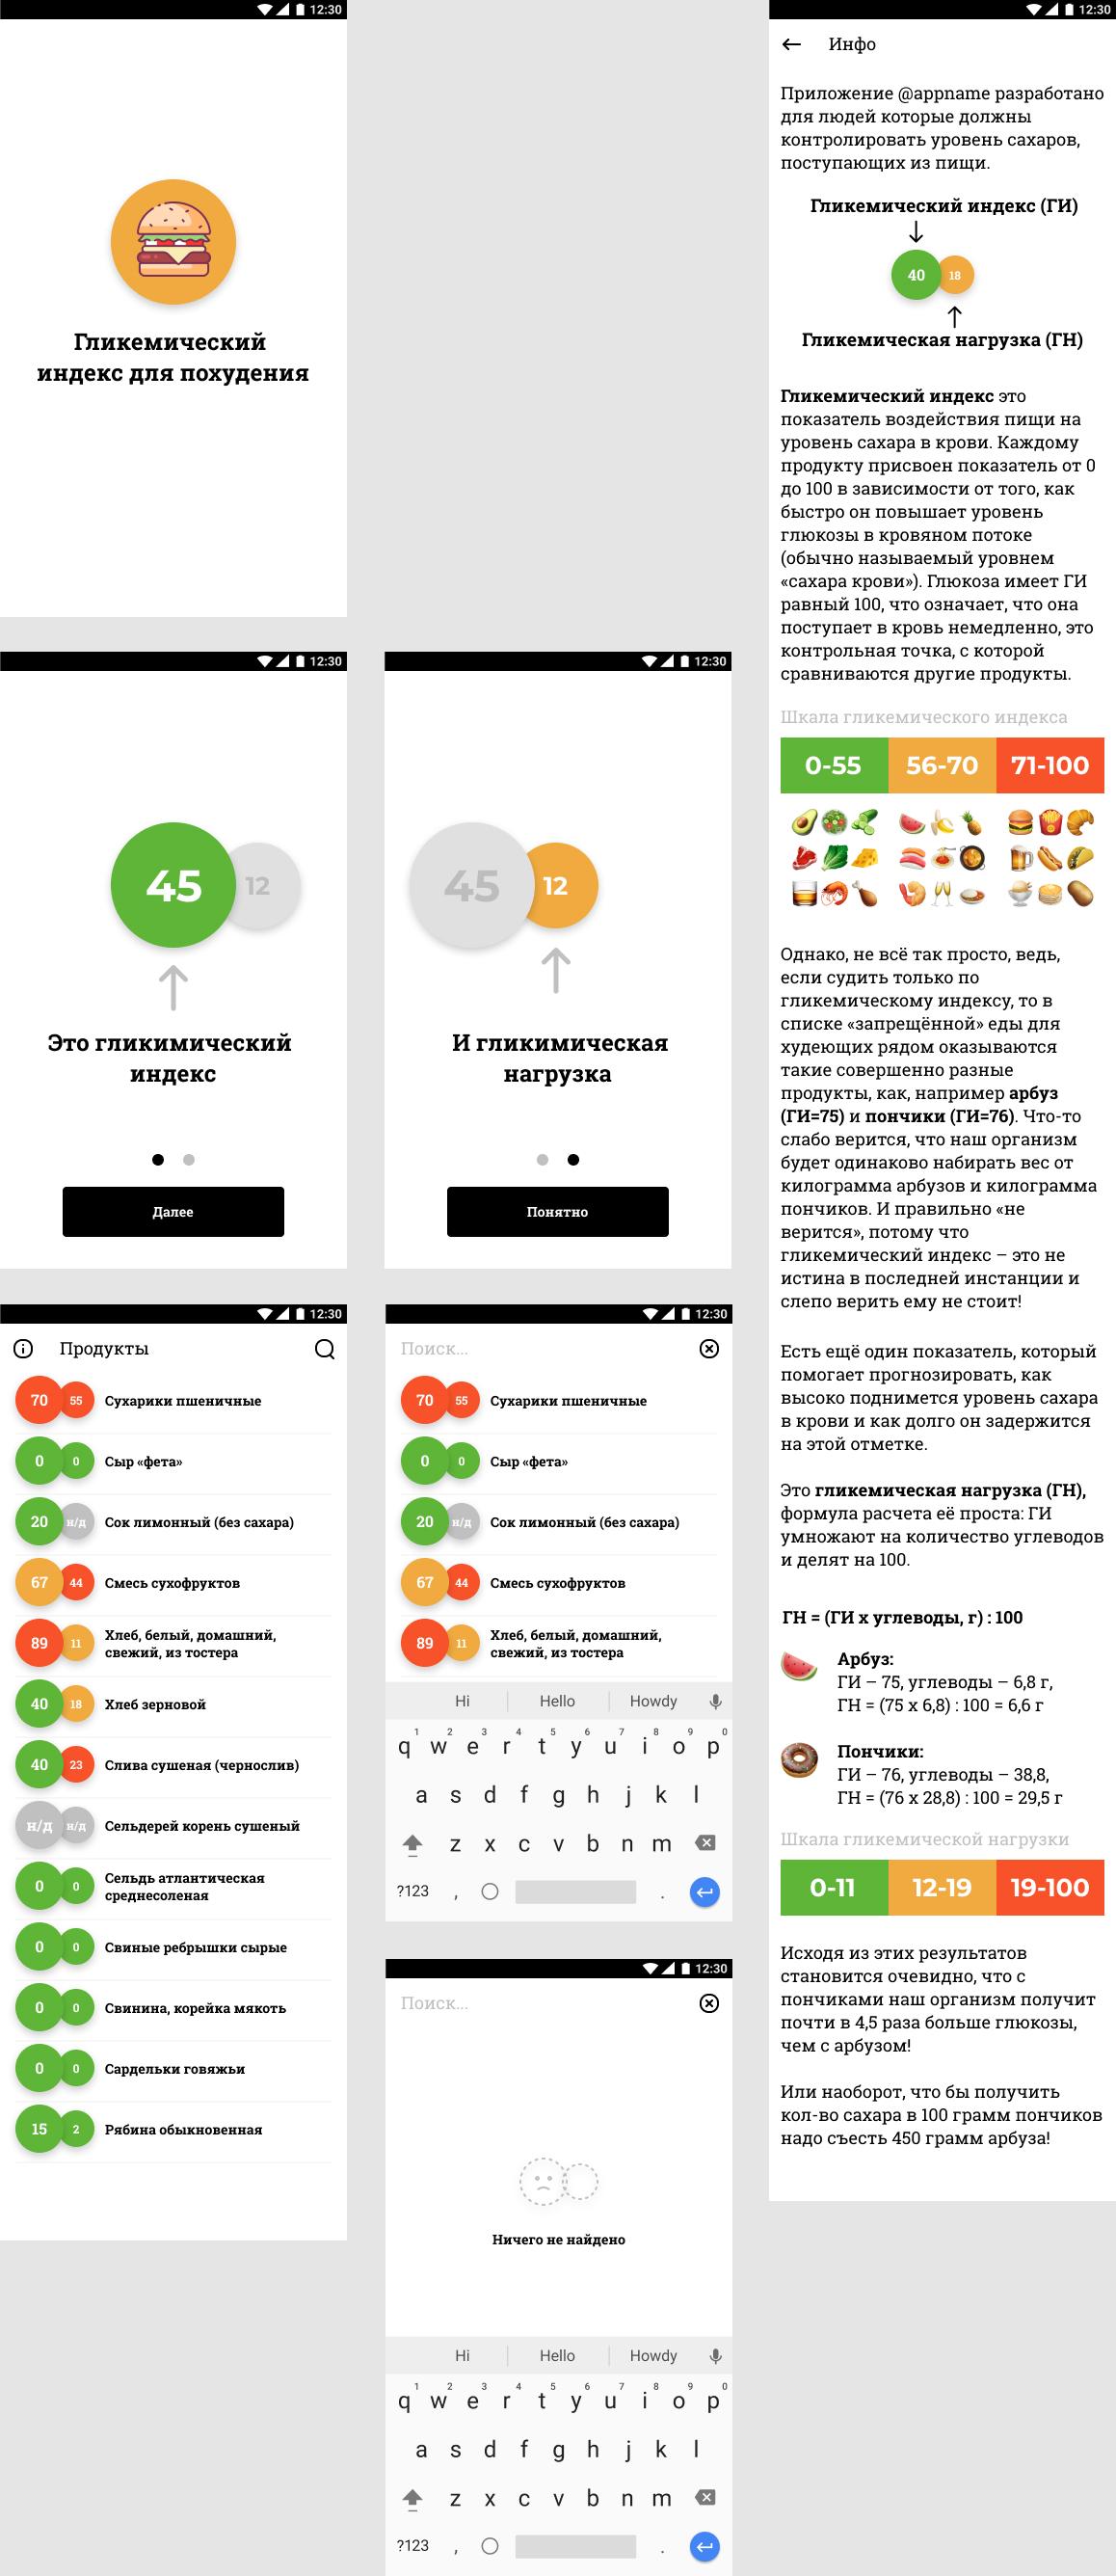 12:30
Гликемический
индекс для похудения
12:30
45
12
Это гликимический
индекс
Далее
12:30
45
12
И гликимическая
нагрузка
Понятно
12:30
Продукты
70 55 Сухарики пшеничные
0 0 Сыр «фета»
20 н/д Сок лимонный (без сахара)
67 44 Смесь сухофруктов
89 11 Хлеб, белый, домашний,
свежий, из тостера
40 18 Хлеб зерновой
40 23 Слива сушеная (чернослив)
н/д н/д Сельдерей корень сушеный
0 0 Сельдь атлантическая
среднесоленая
0 0 Свиные ребрышки сырые
0 0 Свинина, корейка мякоть
0 0 Сардельки говяжьи
15 2 Рябина обыкновенная
12:30
Поиск...
70 55 Сухарики пшеничные
0 0 Сыр «фета»
20 н/д Сок лимонный (без сахара)
67 44 Смесь сухофруктов
89 11 Хлеб, белый, домашний,
свежий, из тостера
Hi Hello Howdy
1 2 3 4 5 6 7 8 9 0
q w e r t y u i o p
a s d f g h j k l
z x c v b n m
?123 , .
12:30
Поиск...
Ничего не найдено
Hi Hello Howdy
1 2 3 4 5 6 7 8 9 0
q w e r t y u i o p
a s d f g h j k l
z x c v b n m
?123 , .
12:30
Инфо
Приложение @appname разработано
для людей которые должны
контролировать уровень сахаров,
поступающих из пищи.
Гликемический индекс (ГИ)
40 18
Гликемическая нагрузка (ГН)
Гликемический индекс это
показатель воздействия пищи на
уровень сахара в крови. Каждому
продукту присвоен показатель от 0
до 100 в зависимости от того, как
быстро он повышает уровень
глюкозы в кровяном потоке
(обычно называемый уровнем
«сахара крови»). Глюкоза имеет ГИ
равный 100, что означает, что она
поступает в кровь немедленно, это
контрольная точка, с которой
сравниваются другие продукты.
Шкала гликемического индекса
0-55 56-70 71-100
Однако, не всё так просто, ведь,
если судить только по
гликемическому индексу, то в
списке «запрещённой» еды для
худеющих рядом оказываются
такие совершенно разные
продукты, как, например арбуз
(ГИ=75) и пончики (ГИ=76). Что-то
слабо верится, что наш организм
будет одинаково набирать вес от
килограмма арбузов и килограмма
пончиков. И правильно «не
верится», потому что
гликемический индекс – это не
истина в последней инстанции и
слепо верить ему не стоит!
Есть ещё один показатель, который
помогает прогнозировать, как
высоко поднимется уровень сахара
в крови и как долго он задержится
на этой отметке.
Это гликемическая нагрузка (ГН),
формула расчета её проста: ГИ
умножают на количество углеводов
и делят на 100.
ГН = (ГИ х углеводы, г) : 100
Арбуз:
ГИ – 75, углеводы – 6,8 г,
ГН = (75 х 6,8) : 100 = 6,6 г
Пончики:
ГИ – 76, углеводы – 38,8,
ГН = (76 х 28,8) : 100 = 29,5 г
Шкала гликемической нагрузки
0-11 12-19 19-100
Исходя из этих результатов
становится очевидно, что с
пончиками наш организм получит
почти в 4,5 раза больше глюкозы,
чем с арбузом!
Или наоборот, что бы получить
кол-во сахара в 100 грамм пончиков
надо съесть 450 грамм арбуза!